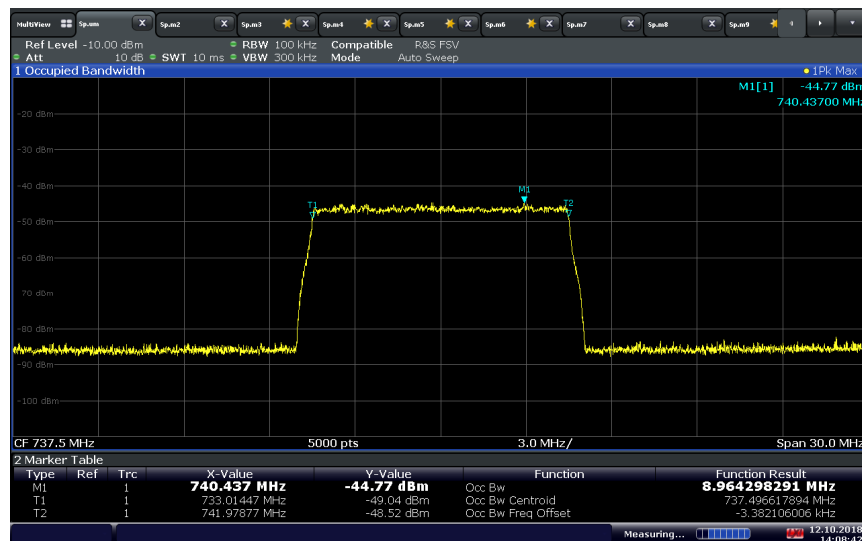 MultiView Sp.um X Sp.m2 X Sp.m3 X Sp.m4 X Sp.m5 X Sp.m6 X Sp.m7 X Sp.m8 X Sp.m9
Ref Level -10.00 dBm RBW 100 kHz Compatible R&S FSV
Att 10 dB SWT 10 ms VBW 300 kHz Mode Auto Sweep
1 Occupied Bandwidth 1Pk Max
M1[1] -44.77 dBm
740.43700 MHz
-20 dBm
-30 dBm
-40 dBm
M1
T1 T2
-50 dBm
-60 dBm
-70 dBm
-80 dBm
-90 dBm
-100 dBm
CF 737.5 MHz 5000 pts 3.0 MHz/ Span 30.0 MHz
2 Marker Table
Type Ref Trc X-Value Y-Value Function Function Result
M1 1 740.437 MHz -44.77 dBm Occ Bw 8.964298291 MHz
T1 1 733.01447 MHz -49.04 dBm Occ Bw Centroid 737.496617894 MHz
T2 1 741.97877 MHz -48.52 dBm Occ Bw Freq Offset -3.382106006 kHz
Measuring... 12.10.2018
14:08:42